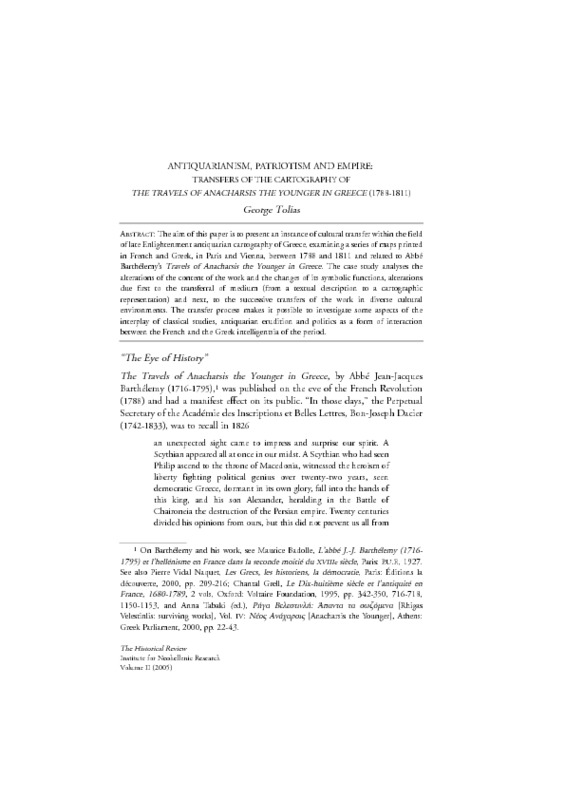 ANTIQUARIANISM, PATRIOTISM AND EMPIRE:
TRANSFERS OF THE CARTOGRAPHY OF
THE TRAVELS OF ANACHARSIS THE YOUNGER IN GREECE (1788-1811)
George Tolias
ABSTRACT: The aim of this paper is to present an instance of cultural transfer within the field
of late Enlightenment antiquarian cartography of Greece, examining a series of maps printed
in French and Greek, in Paris and Vienna, between 1788 and 1811 and related to Abbé
Barthélemy's Travels of Anacharsis the Younger in Greece. The case study analyses the
alterations of the content of the work and the changes of its symbolic functions, alterations
due first to the transferral of medium (from a textual description to a cartographic
representation) and next, to the successive transfers of the work in diverse cultural
environments. The transfer process makes it possible to investigate some aspects of the
interplay of classical studies, antiquarian erudition and politics as a form of interaction
between the French and the Greek intelligentsia of the period.
"The Eye of History"
The Travels of Anacharsis the Younger in Greece, by Abbé Jean-Jacques
Barthélemy (1716-1795),1 was published on the eve of the French Revolution
(1788) and had a manifest effect on its public. "In those days," the Perpetual
Secretary of the Académie des Inscriptions et Belles Lettres, Bon-Joseph Dacier
(1742-1833), was to recall in 1826
an unexpected sight came to impress and surprise our spirit. A
Scythian appeared all at once in our midst. A Scythian who had seen
Philip ascend to the throne of Macedonia, witnessed the heroism of
liberty fighting political genius over twenty-two years, seen
democratic Greece, dormant in its own glory, fall into the hands of
this king, and his son Alexander, heralding in the Battle of
Chaironeia the destruction of the Persian empire. Twenty centuries
divided his opinions from ours, but this did not prevent us all from
1 On Barthélemy and his work, see Maurice Badolle, L'abbé J.-J. Barthélemy (1716-
1795) et l'hellénisme en France dans la seconde moitié du XVIIIe siècle, Paris: P.U.F., 1927.
See also Pierre Vidal Naquet, Les Grecs, les historiens, la démocratie, Paris: Éditions la
découverte, 2000, pp. 209-216; Chantal Grell, Le Dix-huitième siècle et l'antiquité en
France, 1680-1789, 2 vols, Oxford: Voltaire Foundation, 1995, pp. 342-350, 716-718,
1150-1153, and Anna Tabaki (ed.), Ρήγα Βελεστινλή: Άπαντα τα σωζόμενα [Rhigas
Velestinlis: surviving works], Vol. IV: Νέος Ανάχαρσις [Anacharsis the Younger], Athens:
Greek Parliament, 2000, pp. 22-43.
The Historical Review
Institute for Neohellenic Research
Volume II (2005)